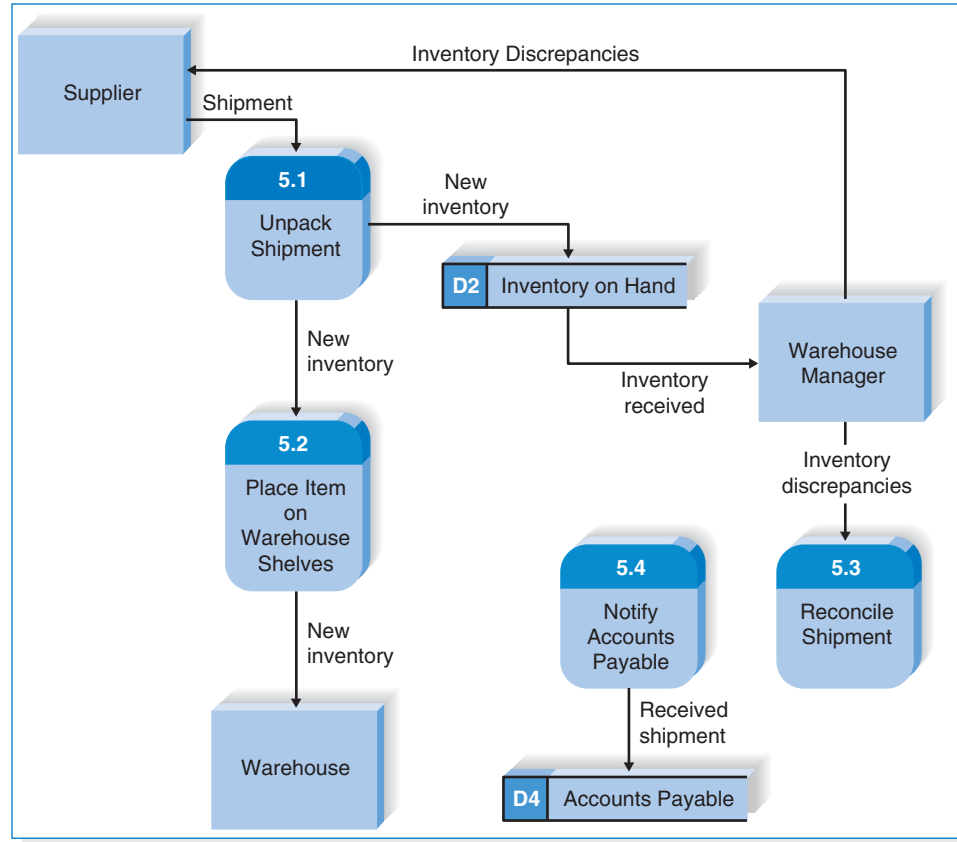 Inventory Discrepancies
Supplier
Shipment
5.1
Unpack
Shipment
New
inventory
D2 Inventory on Hand
New
inventory
Inventory
received
Warehouse
Manager
5.2
Place Item
on
Warehouse
Shelves
Inventory
discrepancies
5.4
Notify
Accounts
Payable
5.3
Reconcile
Shipment
New
inventory
Received
shipment
Warehouse
D4 Accounts Payable